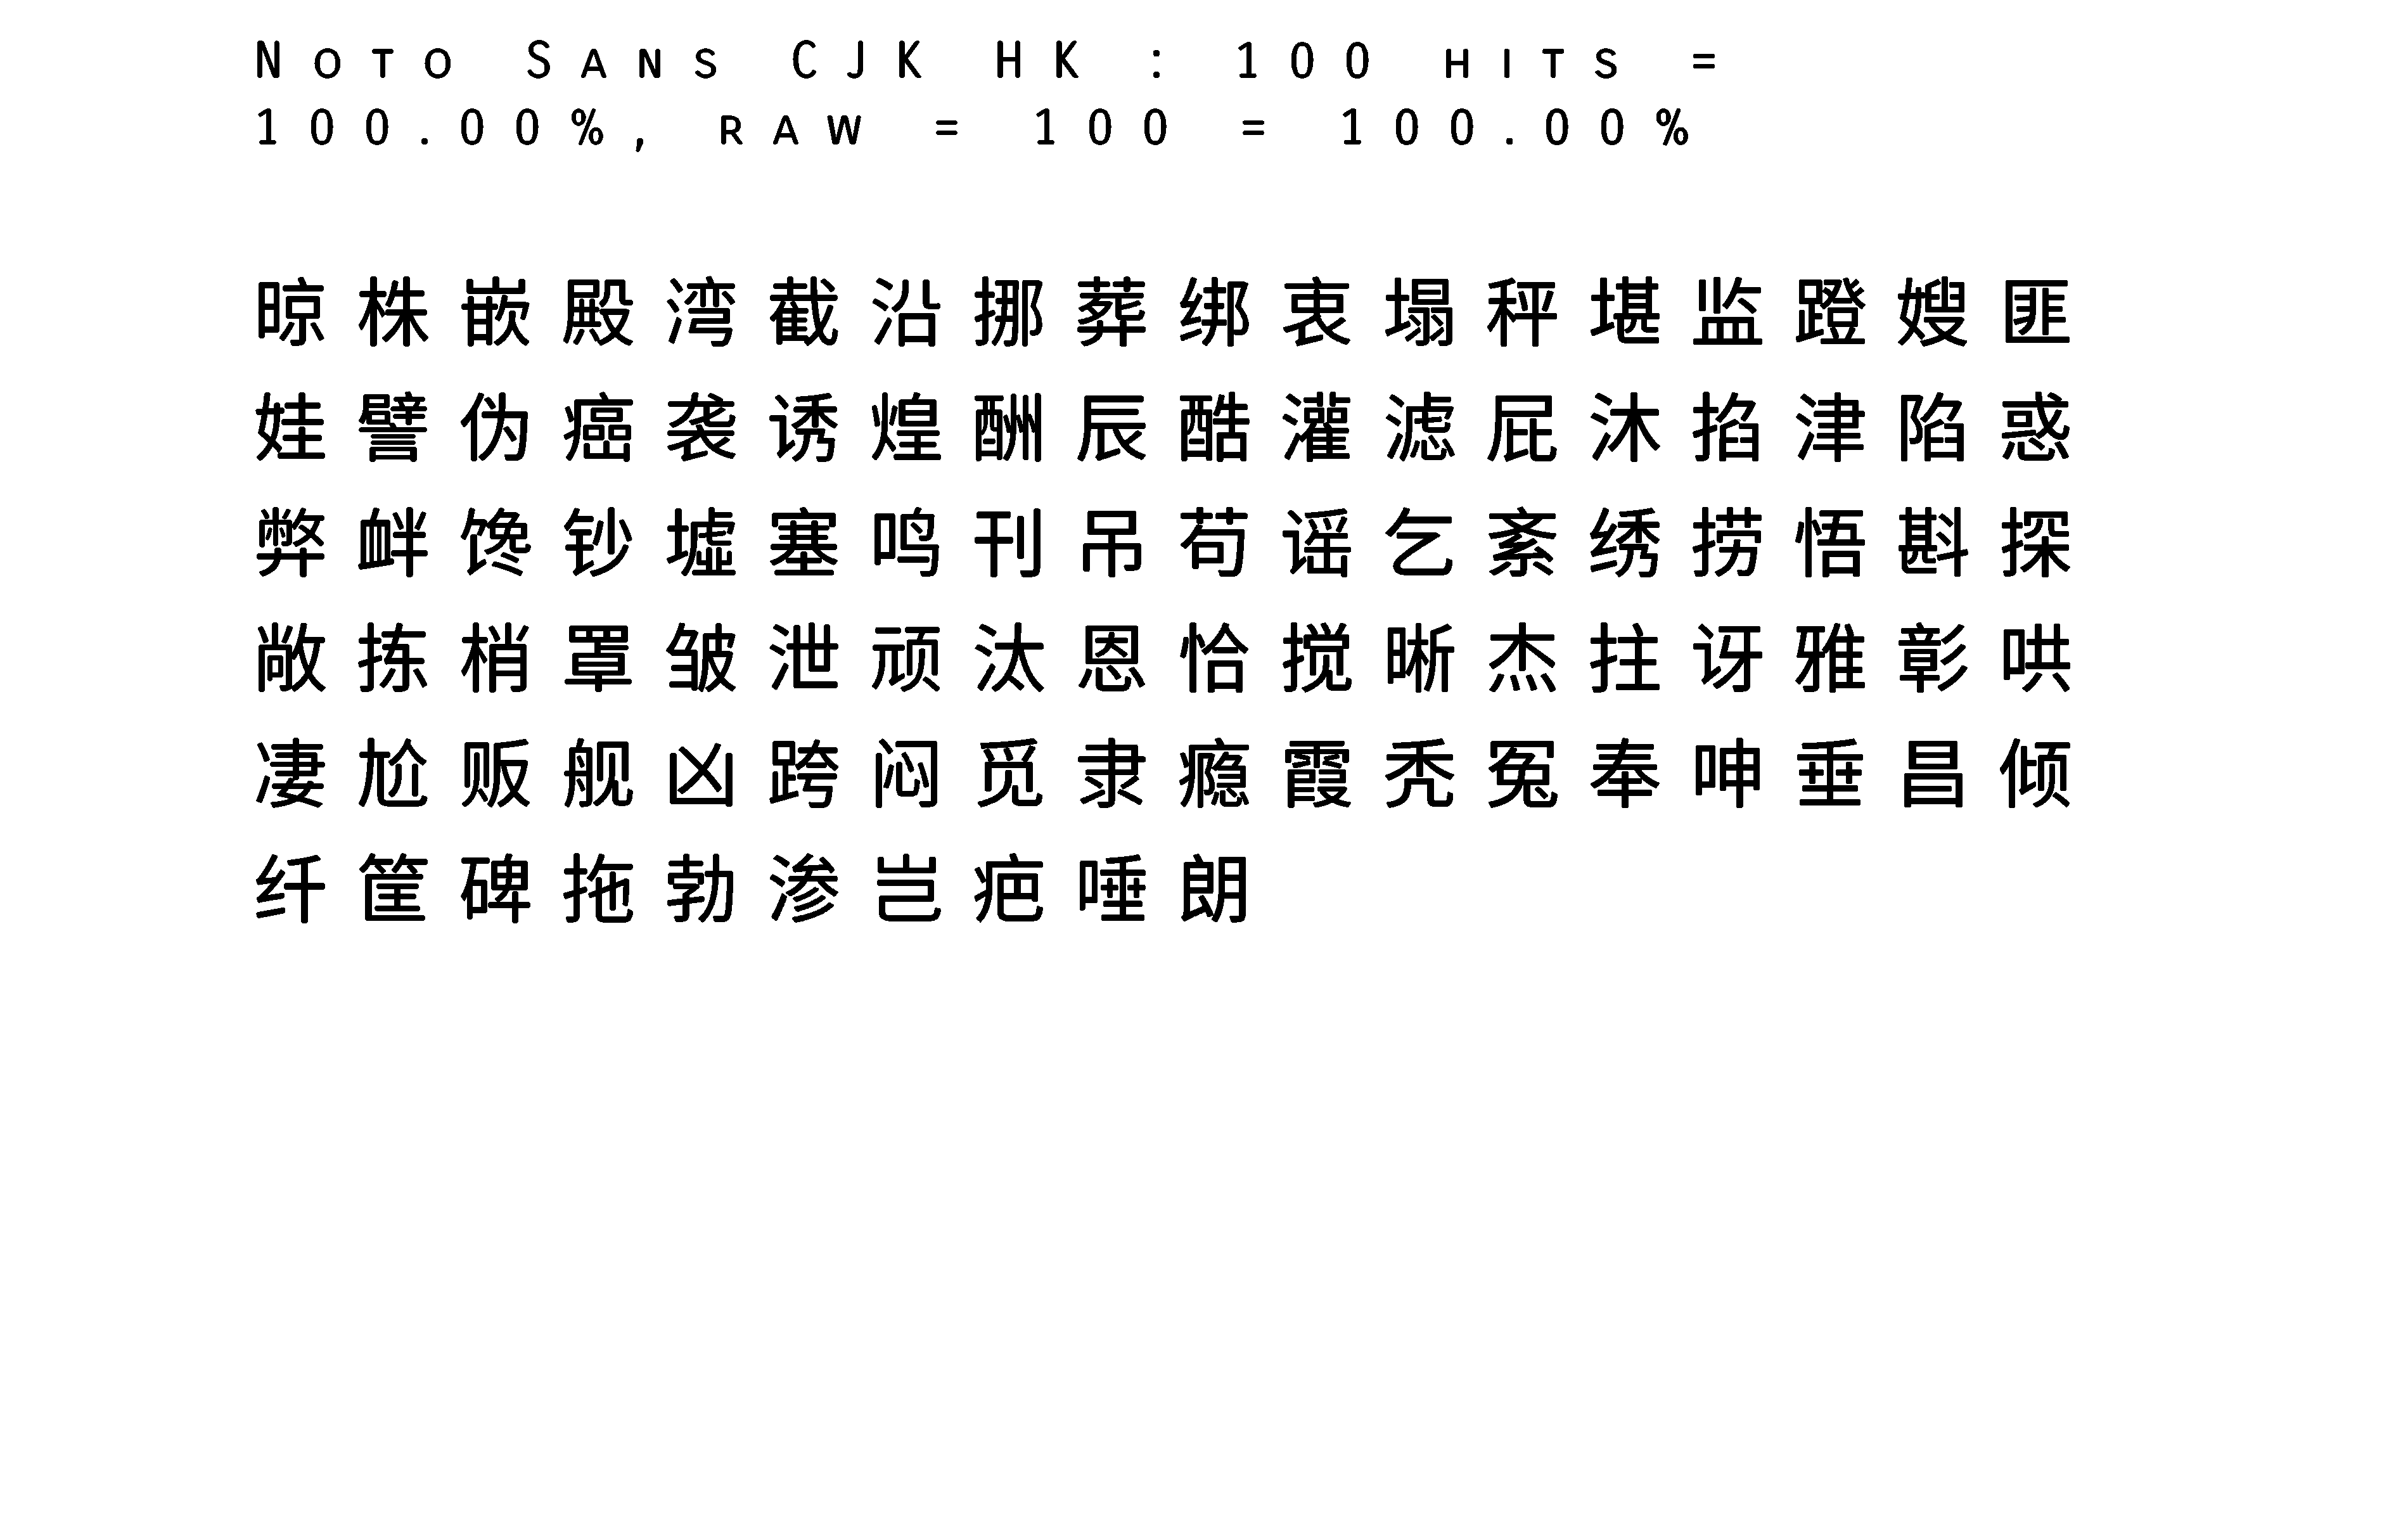 Noto Sans CJK HK : 100 hits =
100.00%, raw = 100 = 100.00%
晾株嵌殿湾截沿挪葬绑衷塌秤堪监蹬嫂匪
娃譬伪癌袭诱煌酬辰酷灌滤屁沐掐津陷惑
弊衅馋钞墟塞鸣刊吊苟谣乞紊绣捞悟斟探
敞拣梢罩皱泄顽汰恩恰搅晰杰拄讶雅彰哄
凄尬贩舰凶跨闷觅隶瘾霞秃冤奉呻垂昌倾
纤筐碑拖勃渗岂疤唾朗